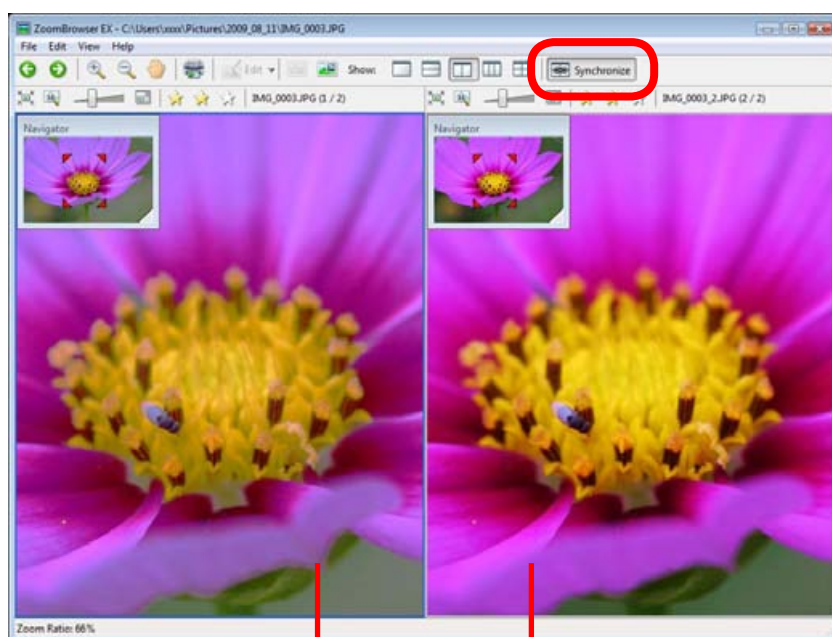 ZoomBrowser EX - C:\Users\xxxx\Pictures\2009_08_11\IMG_0003.JPG
File Edit View Help
Edit Show: Synchronize
IMG_0003.JPG (1 / 2) IMG_0003_2.JPG (2 / 2)
Navigator Navigator
Zoom Ratio: 66%